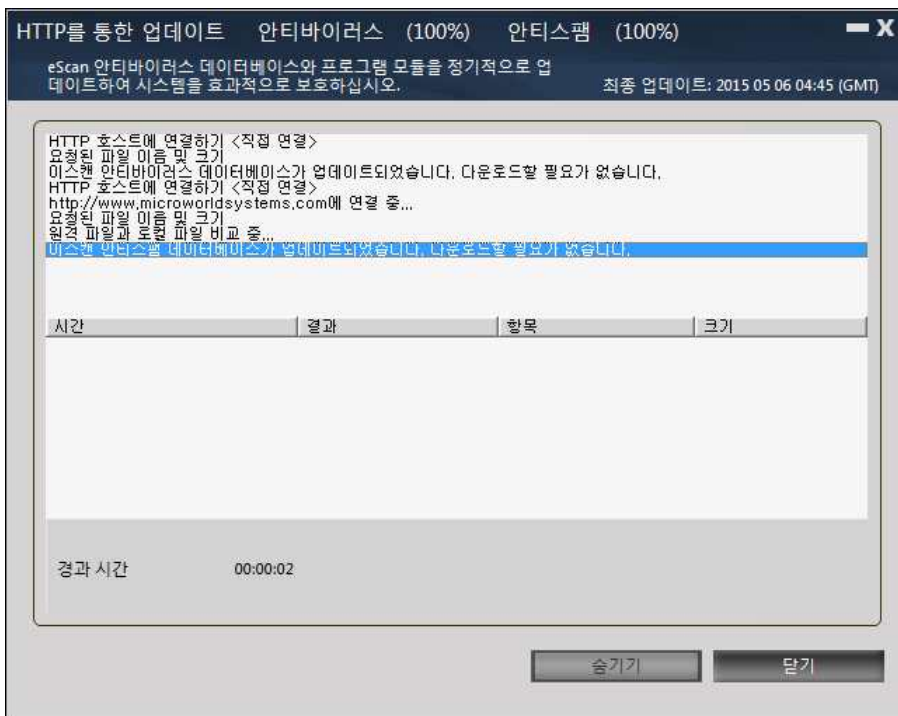 HTTP를 통한 업데이트 안티바이러스 (100%) 안티스팸 (100%)
eScan 안티바이러스 데이터베이스와 프로그램 모듈을 정기적으로 업
데이트하여 시스템을 효과적으로 보호하십시오.
최종 업데이트: 2015 05 06 04:45 (GMT)
HTTP 호스트에 연결하기 <직접 연결>
요청된 파일 이름 및 크기
이스캔 안티바이러스 데이터베이스가 업데이트되었습니다. 다운로드할 필요가 없습니다.
HTTP 호스트에 연결하기 <직접 연결>
http://www.microworldsystems.com에 연결 중...
요청된 파일 이름 및 크기
원격 파일과 로컬 파일 비교 중...
이스캔 안티스팸 데이터베이스가 업데이트되었습니다. 다운로드할 필요가 없습니다.
시간 결과 항목 크기
경과 시간 00:00:02
숨기기 닫기